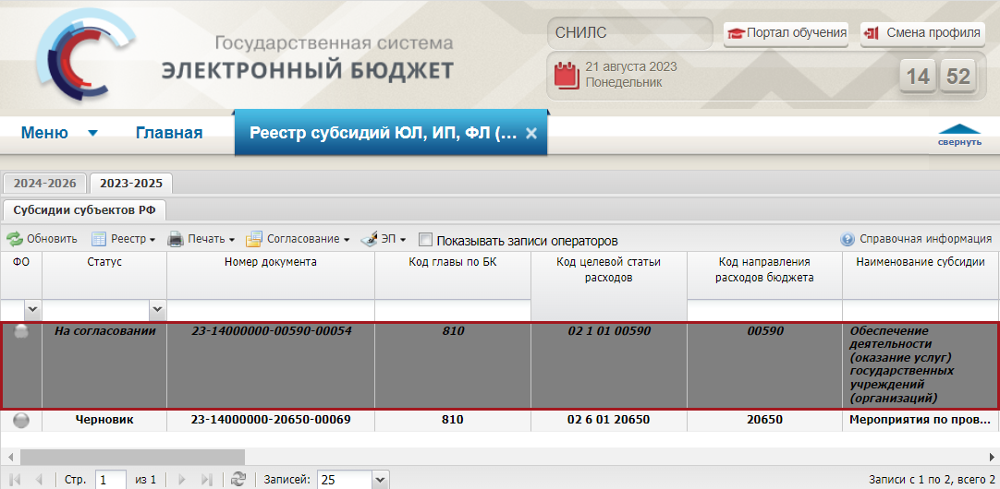 Государственная система
ЭЛЕКТРОННЫЙ БЮДЖЕТ
СНИЛС
Портал обучения
Смена профиля
21 августа 2023
Понедельник
14 52
Меню
Главная
Реестр субсидий ЮЛ, ИП, ФЛ (...
свернуть
2024-2026
2023-2025
Субсидии субъектов РФ
Обновить
Реестр
Печать
Согласование
ЭП
Показывать записи операторов
Справочная информация
ФО
Статус
Номер документа
Код главы по БК
Код целевой статьи
расходов
Код направления
расходов бюджета
Наименование субсидии
На согласовании
23-14000000-00590-00054
810
02 1 01 00590
00590
Обеспечение
деятельности
(оказание услуг)
государственных
учреждений
(организаций)
Черновик
23-14000000-20650-00069
810
02 6 01 20650
20650
Мероприятия по пров...
Стр. 1 из 1
Записей: 25
Записи с 1 по 2, всего 2